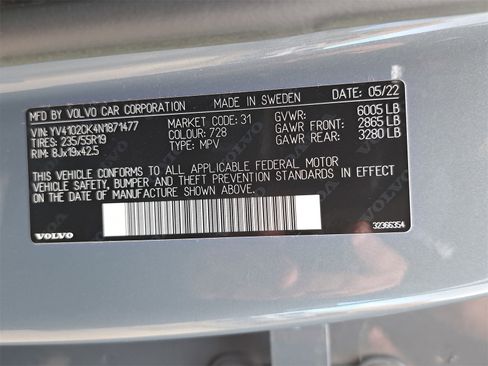 MFD BY VOLVO CAR CORPORATION MADE IN SWEDEN DATE: 05/22
VIN: YV4102CK4N1871477 MARKET CODE: 31 GVWR: 6005 LB
TIRES: 235/55R19 COLOUR: 728 GAWR FRONT: 2865 LB
RIM: 8Jx19x42.5 TYPE: MPV GAWR REAR: 3280 LB
THIS VEHICLE CONFORMS TO ALL APPLICABLE FEDERAL MOTOR
VEHICLE SAFETY, BUMPER AND THEFT PREVENTION STANDARDS IN EFFECT
ON THE DATE OF MANUFACTURE SHOWN ABOVE.
VOLVO 32366354